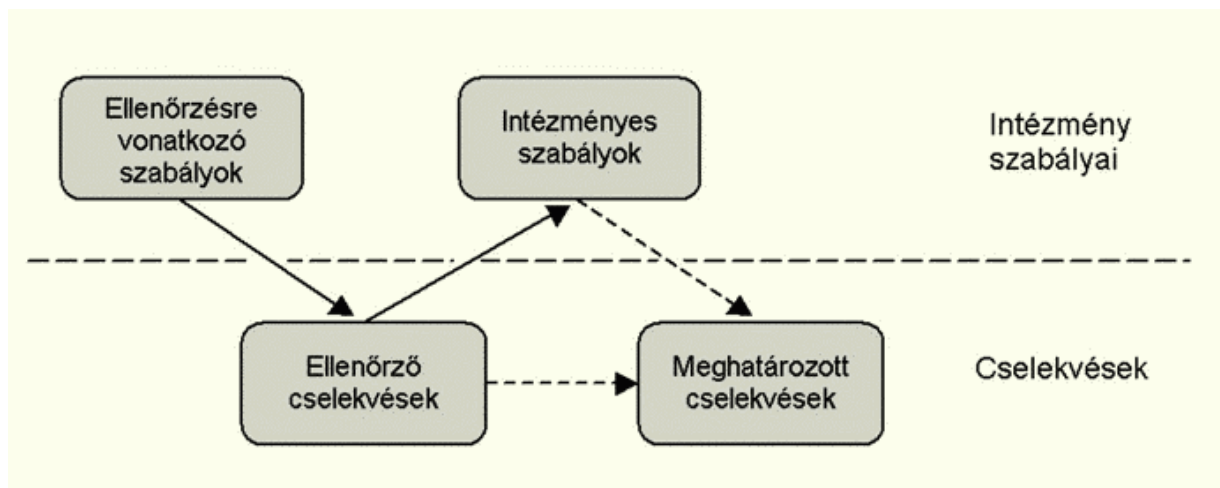 Ellenőrzésre
vonatkozó
szabályok
Intézményes
szabályok
Intézmény
szabályai
Ellenőrző
cselekvések
Meghatározott
cselekvések
Cselekvések